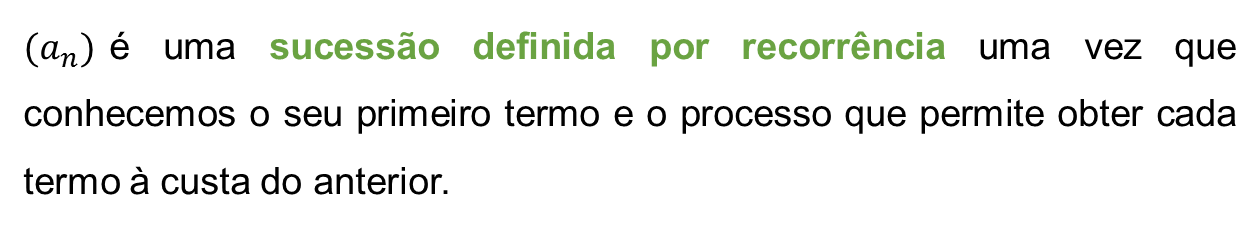 (aₙ) é uma sucessão definida por recorrência uma vez que
conhecemos o seu primeiro termo e o processo que permite obter cada
termo à custa do anterior.